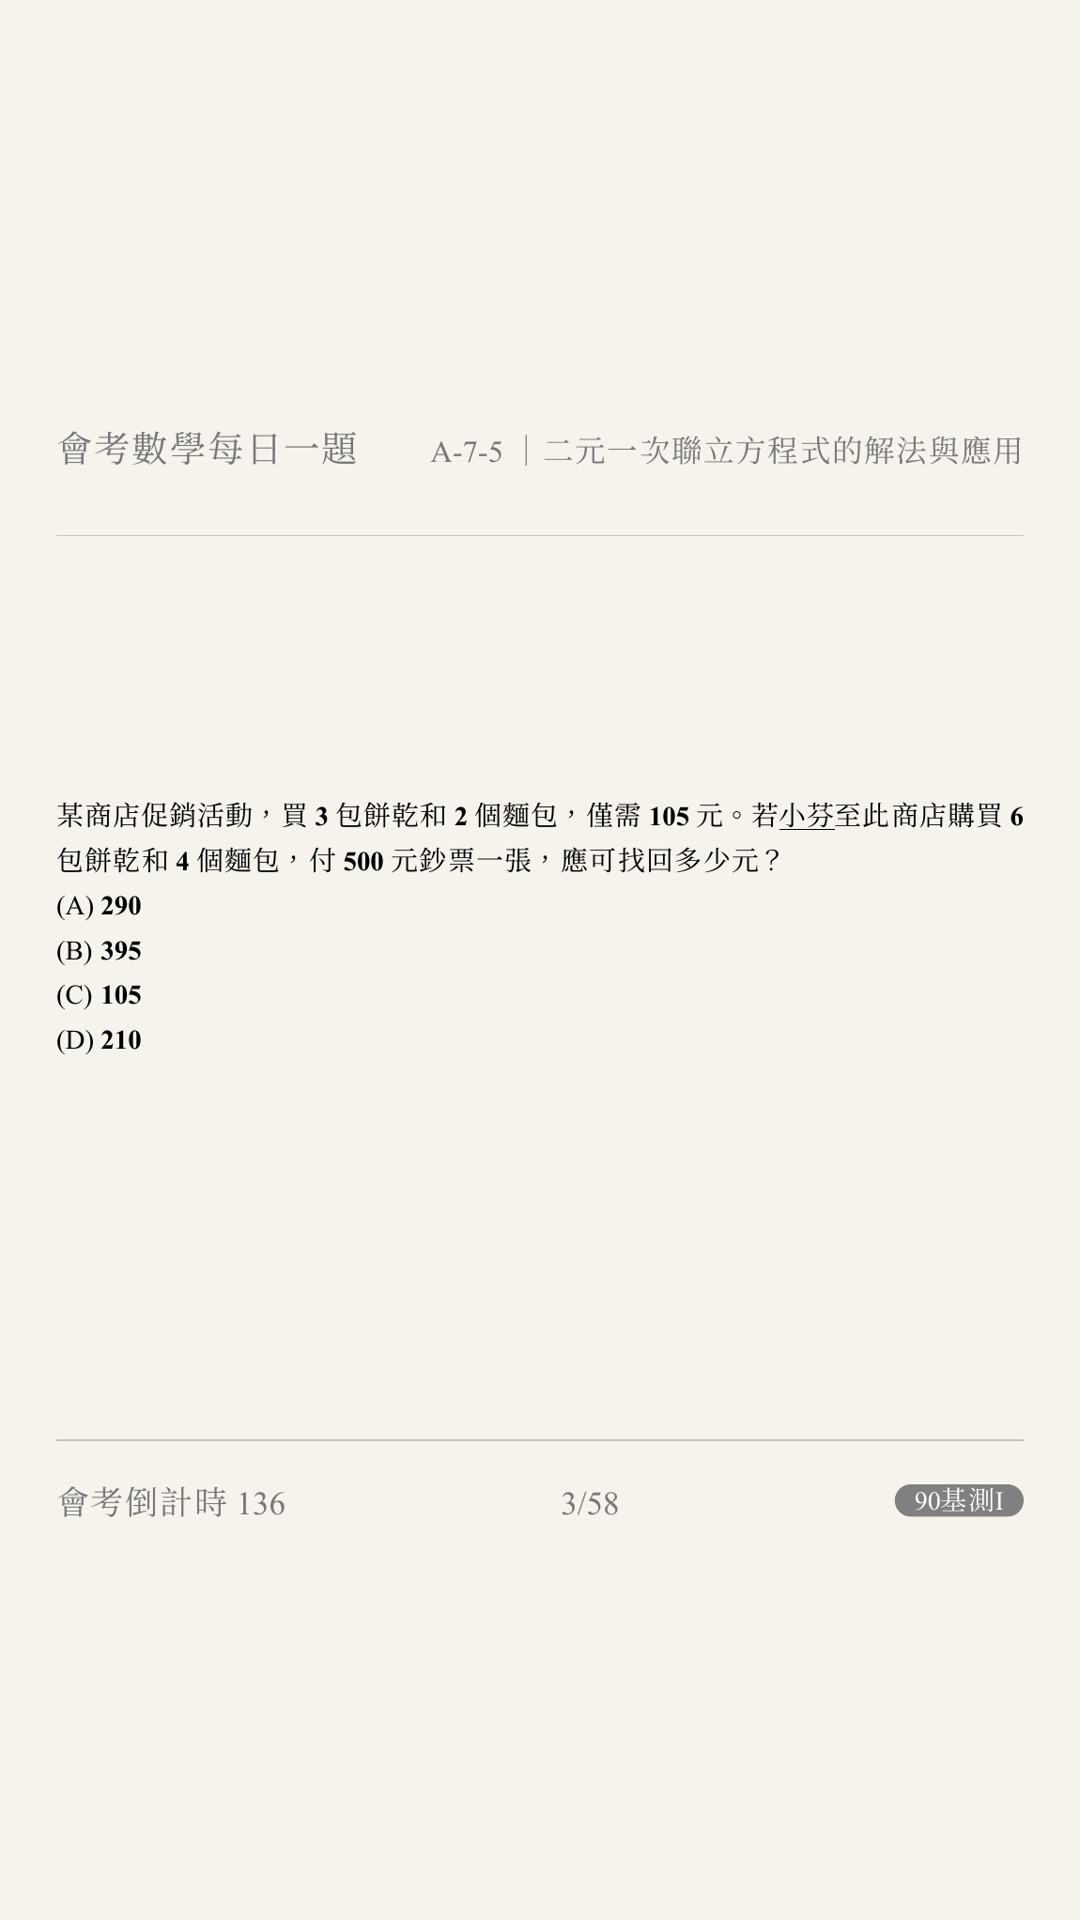 會考數學每日一題
A-7-5｜二元一次聯立方程式的解法與應用
某商店促銷活動，買 3 包餅乾和 2 個麵包，僅需 105 元。若小芬至此商店購買 6
包餅乾和 4 個麵包，付 500 元鈔票一張，應可找回多少元？
(A) 290
(B) 395
(C) 105
(D) 210
會考倒計時 136
3/58
90基測I